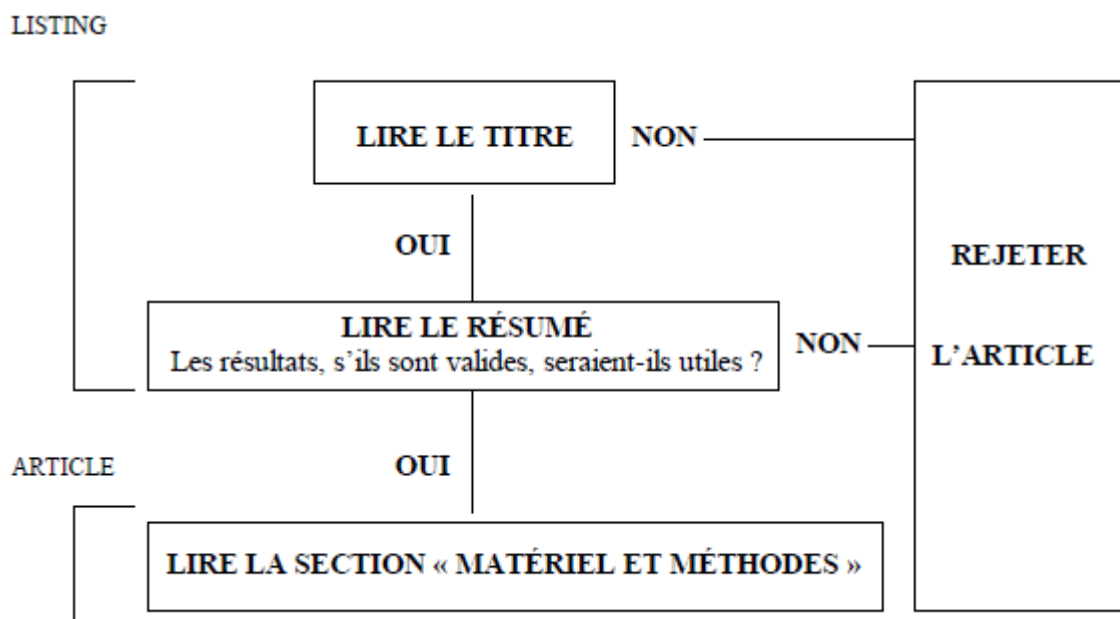 LISTING
LIRE LE TITRE
NON
OUI
REJETER
LIRE LE RÉSUMÉ
Les résultats, s’ils sont valides, seraient-ils utiles ?
NON
L’ARTICLE
ARTICLE
OUI
LIRE LA SECTION « MATÉRIEL ET MÉTHODES »